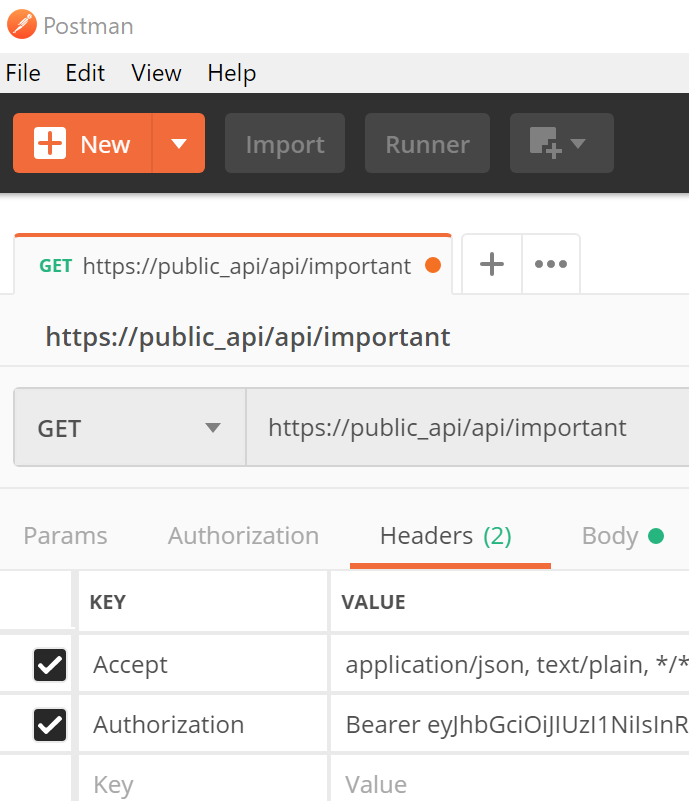 Postman
File Edit View Help
New Import Runner
GET https://public_api/api/important
https://public_api/api/important
GET https://public_api/api/important
Params Authorization Headers (2) Body
KEY VALUE
Accept application/json, text/plain, */*
Authorization Bearer eyJhbGciOiJIUzI1NiIsInR
Key Value